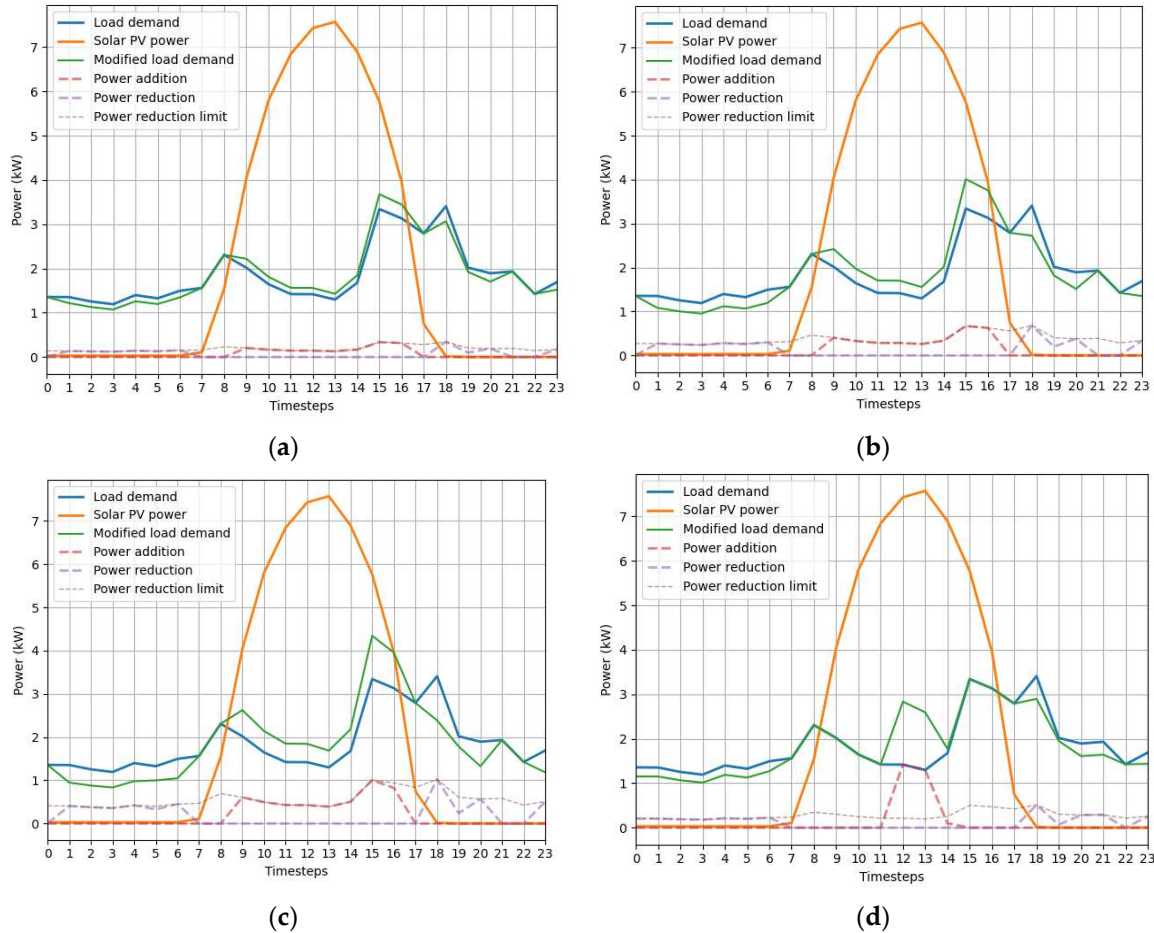 Load demand
Solar PV power
Modified load demand
Power addition
Power reduction
Power reduction limit
Power (kW)
7
6
5
4
3
2
1
0
0 1 2 3 4 5 6 7 8 9 10 11 12 13 14 15 16 17 18 19 20 21 22 23
Timesteps
(a)
Load demand
Solar PV power
Modified load demand
Power addition
Power reduction
Power reduction limit
Power (kW)
7
6
5
4
3
2
1
0
0 1 2 3 4 5 6 7 8 9 10 11 12 13 14 15 16 17 18 19 20 21 22 23
Timesteps
(b)
Load demand
Solar PV power
Modified load demand
Power addition
Power reduction
Power reduction limit
Power (kW)
7
6
5
4
3
2
1
0
0 1 2 3 4 5 6 7 8 9 10 11 12 13 14 15 16 17 18 19 20 21 22 23
Timesteps
(c)
Load demand
Solar PV power
Modified load demand
Power addition
Power reduction
Power reduction limit
Power (kW)
7
6
5
4
3
2
1
0
0 1 2 3 4 5 6 7 8 9 10 11 12 13 14 15 16 17 18 19 20 21 22 23
Timesteps
(d)